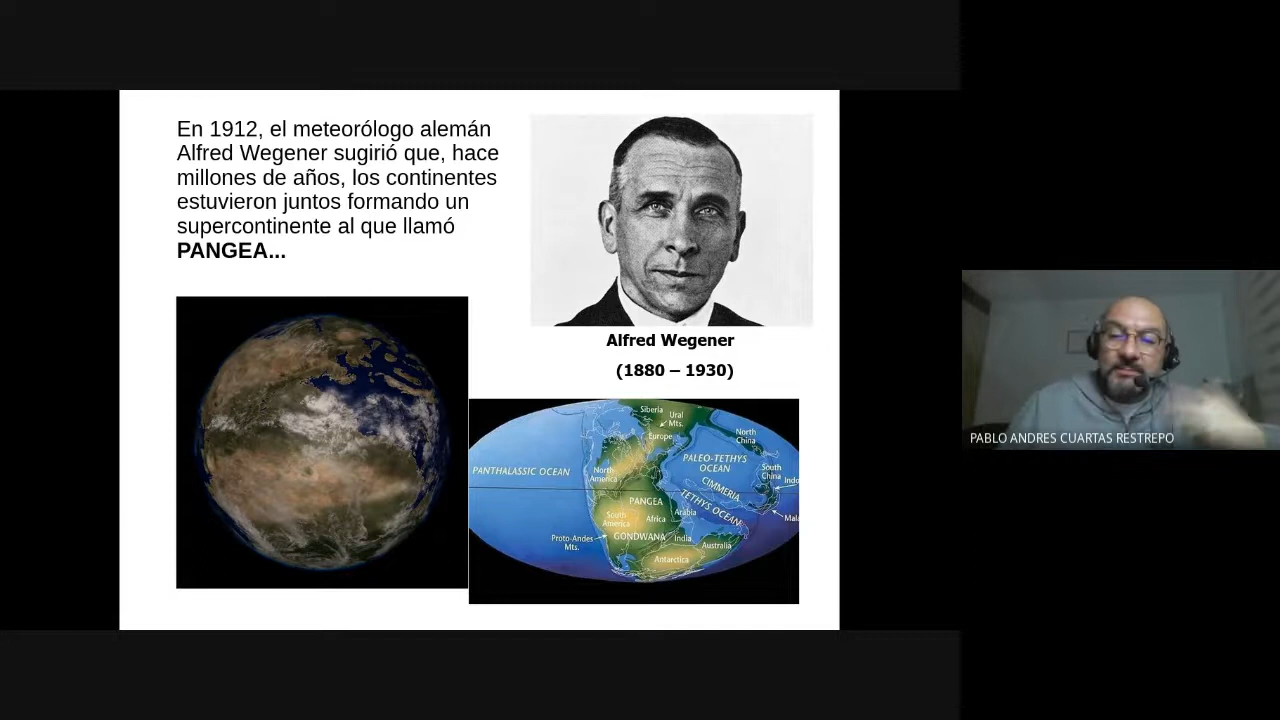 En 1912, el meteorólogo alemán
Alfred Wegener sugirió que, hace
millones de años, los continentes
estuvieron juntos formando un
supercontinente al que llamó
PANGEA...
Alfred Wegener
(1880 – 1930)
Siberia
Ural
Mts.
Europe
North
China
PALEO-TETHYS
OCEAN
PANTHALASSIC OCEAN
North
America
South
China
CIMMERIA
Indo
TETHYS OCEAN
PANGEA
South
America
Africa
Arabia
Mala
Proto-Andes
Mts.
GONDWANA
India
Australia
Antarctica
PABLO ANDRES CUARTAS RESTREPO